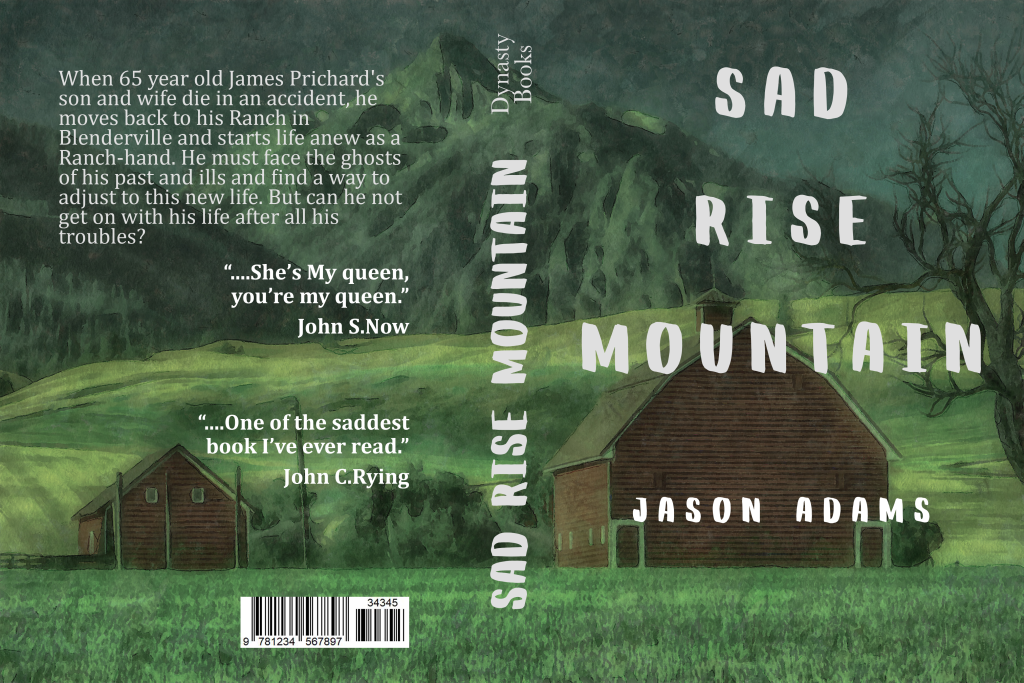 When 65 year old James Prichard's
son and wife die in an accident, he
moves back to his Ranch in
Blenderville and starts life anew as a
Ranch-hand. He must face the ghosts
of his past and ills and find a way to
adjust to this new life. But can he not
get on with his life after all his
troubles?
“....She’s My queen,
you’re my queen.”
John S.Now
“....One of the saddest
book I’ve ever read.”
John C.Rying
34345
9 781234 567897
Dynasty
Books
SAD RISE MOUNTAIN
SAD
RISE
MOUNTAIN
JASON ADAMS